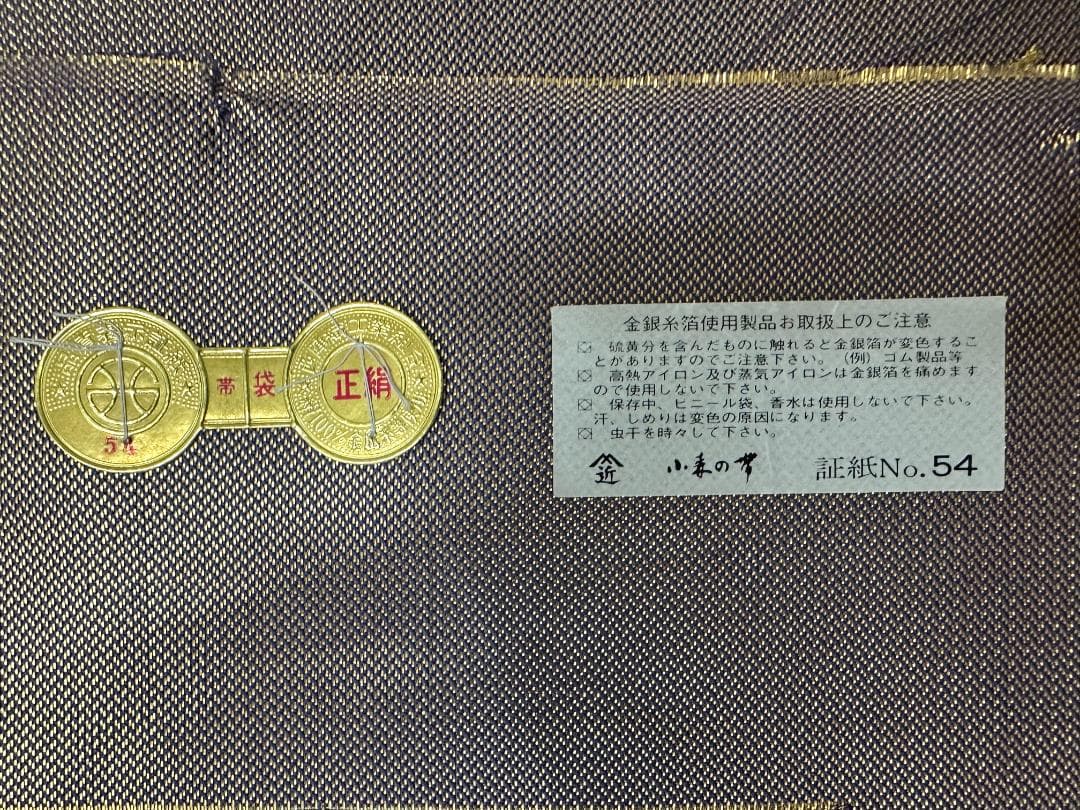 54
帯 袋
正絹
金銀糸箔使用製品お取扱上のご注意
硫黄分を含んだものに触れると金銀箔が変色するこ
とがありますのでご注意下さい。(例)ゴム製品等
高熱アイロン及び蒸気アイロンは金銀箔を痛めます
ので使用しないで下さい。
保存中、ビニール袋、香水は使用しないで下さい。
汗、しめりは変色の原因になります。
虫干を時々して下さい。
近 小森の帯 証紙No.54